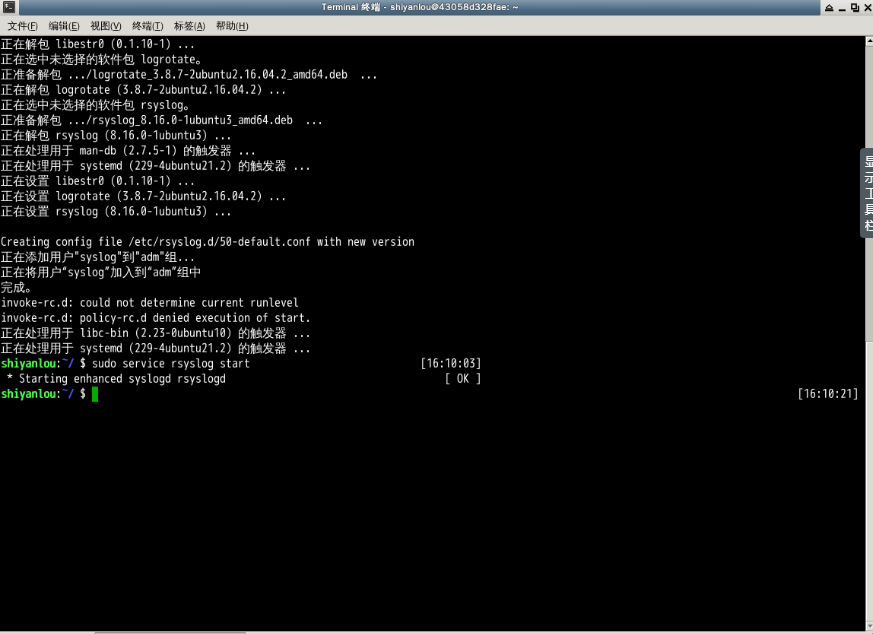 Terminal 终端 - shiyanlou@43058d328fae: ~
文件(F) 编辑(E) 视图(V) 终端(T) 标签(A) 帮助(H)
正在解包 libestr0 (0.1.10-1) ...
正在选中未选择的软件包 logrotate。
正准备解包 .../logrotate_3.8.7-2ubuntu2.16.04.2_amd64.deb ...
正在解包 logrotate (3.8.7-2ubuntu2.16.04.2) ...
正在选中未选择的软件包 rsyslog。
正准备解包 .../rsyslog_8.16.0-1ubuntu3_amd64.deb ...
正在解包 rsyslog (8.16.0-1ubuntu3) ...
正在处理用于 man-db (2.7.5-1) 的触发器 ...
正在处理用于 systemd (229-4ubuntu21.2) 的触发器 ...
正在设置 libestr0 (0.1.10-1) ...
正在设置 logrotate (3.8.7-2ubuntu2.16.04.2) ...
正在设置 rsyslog (8.16.0-1ubuntu3) ...
Creating config file /etc/rsyslog.d/50-default.conf with new version
正在添加用户"syslog"到"adm"组...
正在将用户“syslog”加入到“adm”组中
完成。
invoke-rc.d: could not determine current runlevel
invoke-rc.d: policy-rc.d denied execution of start.
正在处理用于 libc-bin (2.23-0ubuntu10) 的触发器 ...
正在处理用于 systemd (229-4ubuntu21.2) 的触发器 ...
shiyanlou:~/ $ sudo service rsyslog start [16:10:03]
* Starting enhanced syslogd rsyslogd [ OK ]
shiyanlou:~/ $ [16:10:21]
显示工具栏